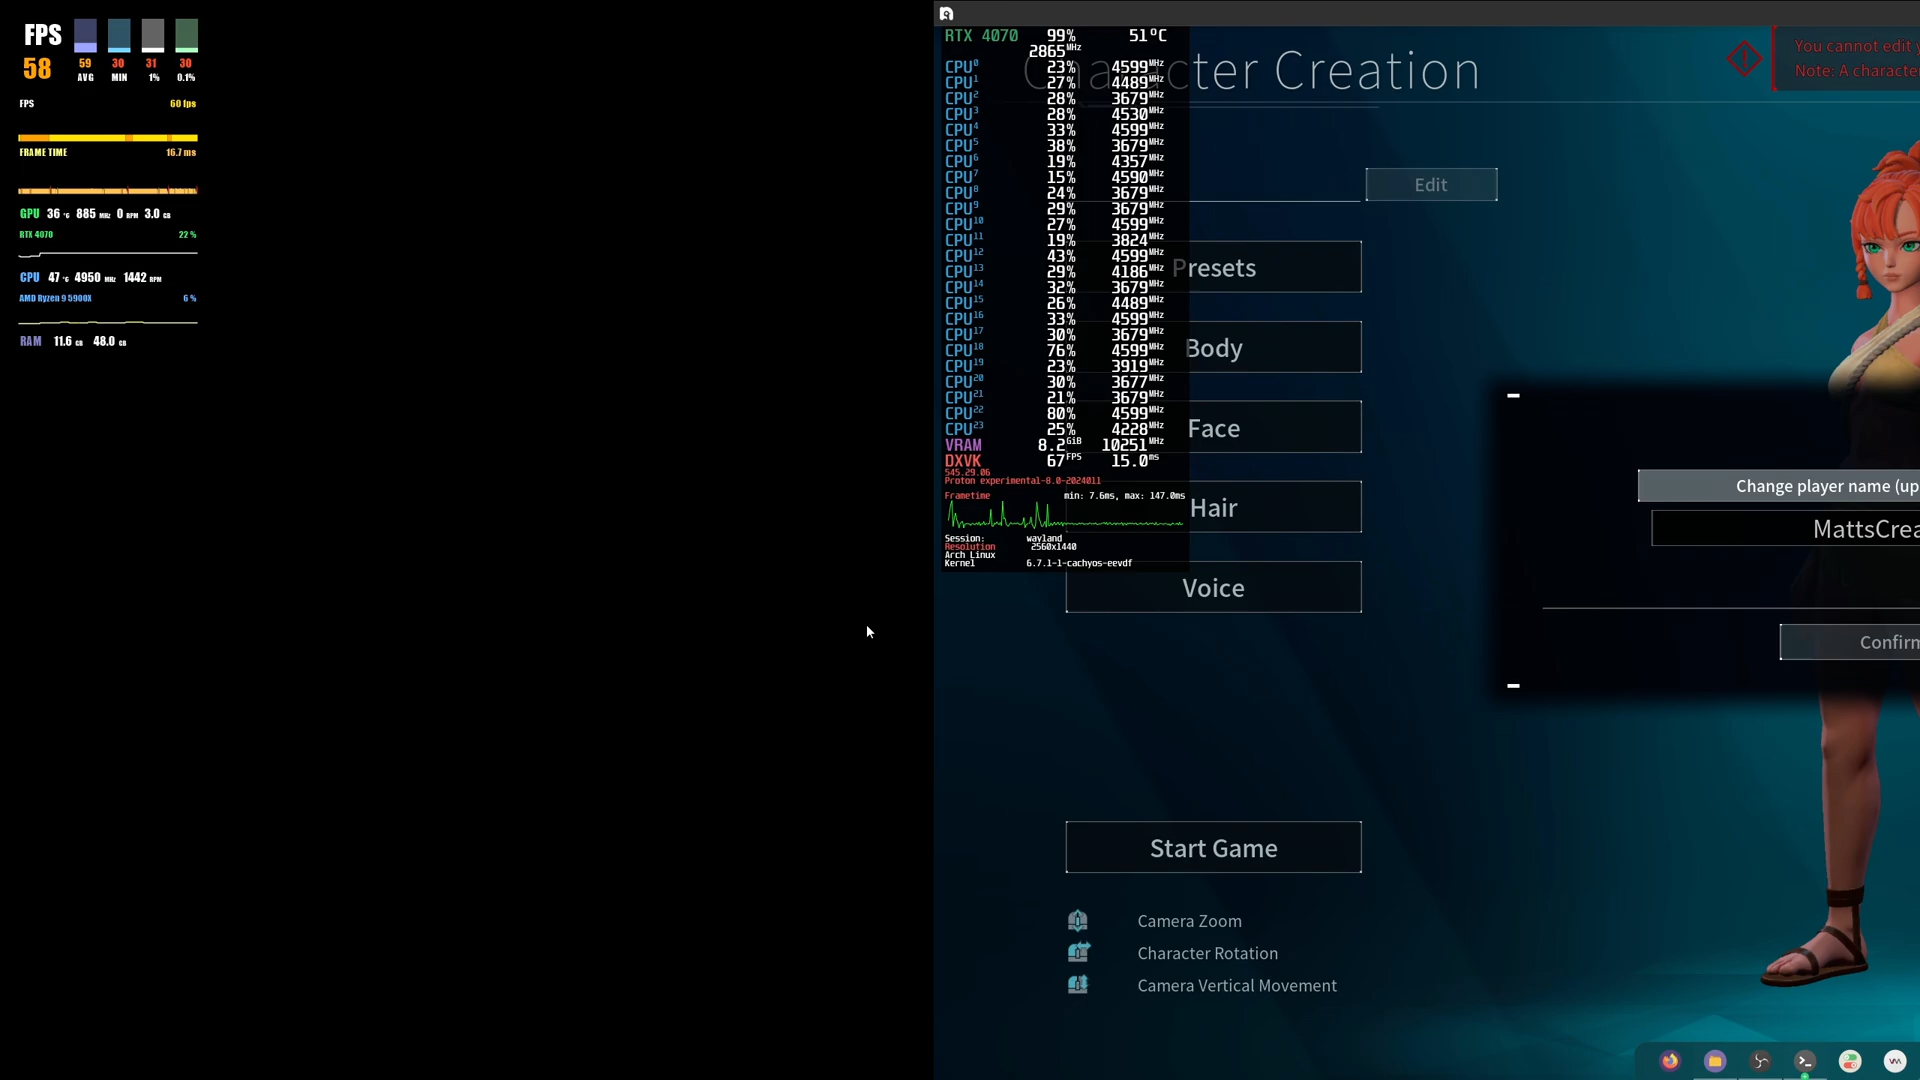 FPS
58
59 30 31 30
AVG MIN 1% 0.1%
FPS 60 fps
FRAME TIME 16.7 ms
GPU 36 °C 885 MHz 0 RPM 3.0 GB
RTX 4070 22 %
CPU 47 °C 4950 MHz 1442 RPM
AMD Ryzen 9 5900X 6 %
RAM 11.6 GB 48.0 GB
RTX 4070 99% 51°C
2865MHz
CPU0 23% 4599MHz
CPU1 27% 4489MHz
CPU2 28% 3679MHz
CPU3 28% 4530MHz
CPU4 33% 4599MHz
CPU5 38% 3679MHz
CPU6 19% 4357MHz
CPU7 15% 4590MHz
CPU8 24% 3679MHz
CPU9 29% 3679MHz
CPU10 27% 4599MHz
CPU11 19% 3824MHz
CPU12 43% 4599MHz
CPU13 29% 4186MHz
CPU14 32% 3679MHz
CPU15 26% 4489MHz
CPU16 33% 4599MHz
CPU17 30% 3679MHz
CPU18 76% 4599MHz
CPU19 23% 3919MHz
CPU20 30% 3677MHz
CPU21 21% 3679MHz
CPU22 80% 4599MHz
CPU23 25% 4228MHz
VRAM 8.2GiB 10251MHz
DXVK 67FPS 15.0ms
545.29.06
Proton experimental-8.0-2024011
Frametime min: 7.6ms, max: 147.0ms
Session: wayland
Resolution 2560x1440
Arch Linux
Kernel 6.7.1-1-cachyos-eevdf
Character Creation
You cannot edit y
Note: A characte
Edit
Presets
Body
Face
Hair
Voice
Change player name (up
MattsCrea
Confirm
Start Game
Camera Zoom
Character Rotation
Camera Vertical Movement